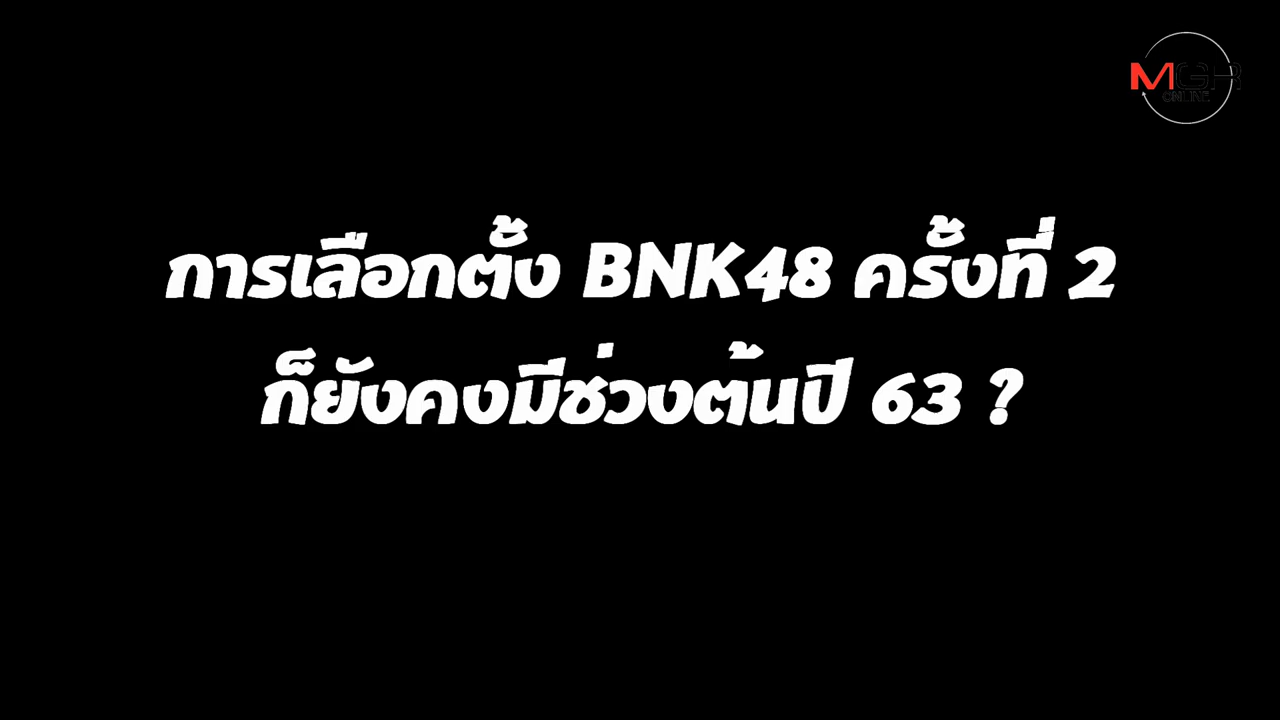 MGR
ONLINE
การเลือกตั้ง BNK48 ครั้งที่ 2
ก็ยังคงมีช่วงต้นปี 63 ?